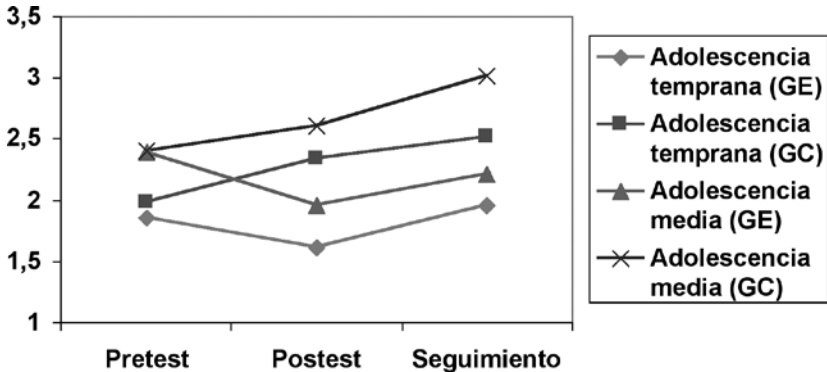 3,5
3
2,5
2
1,5
1
Pretest
Postest
Seguimiento
Adolescencia
temprana (GE)
Adolescencia
temprana (GC)
Adolescencia
media (GE)
Adolescencia
media (GC)